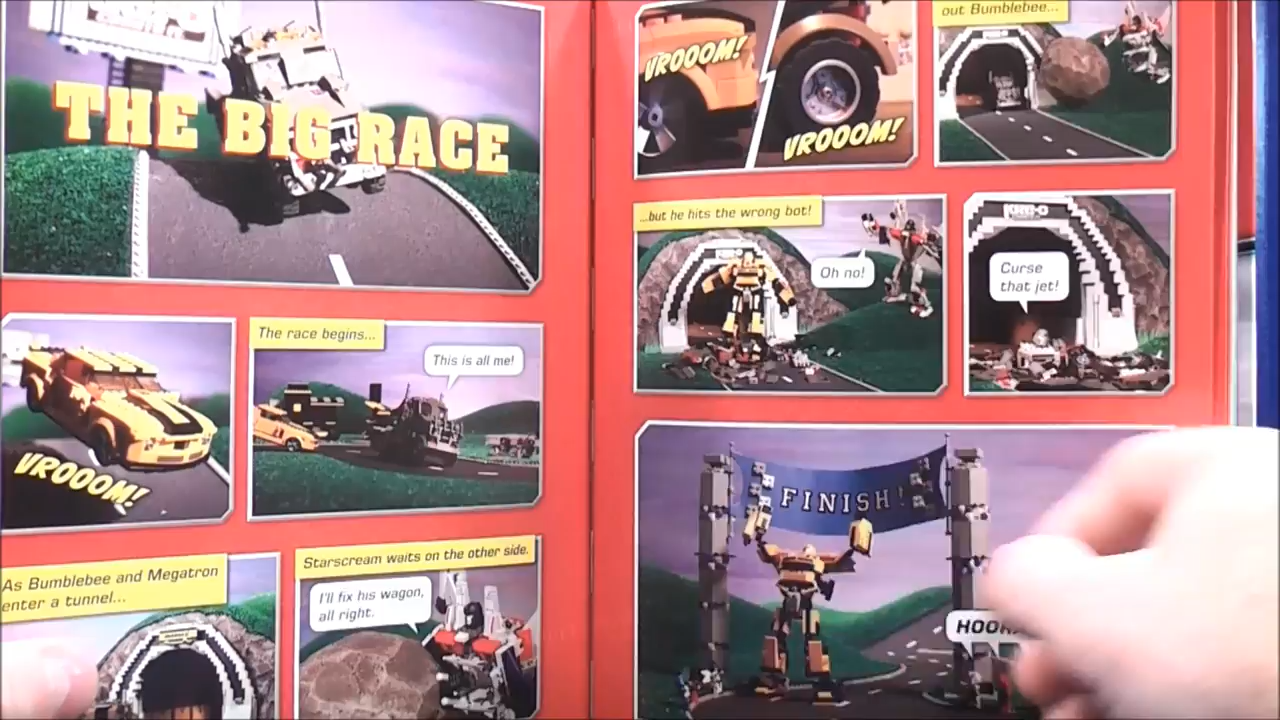 THE BIG RACE
VROOOM!
The race begins...
This is all me!
As Bumblebee and Megatron
enter a tunnel...
Starscream waits on the other side.
I'll fix his wagon,
all right.
VROOOM!
VROOOM!
out Bumblebee...
...but he hits the wrong bot!
Oh no!
KRE-O
Curse
that jet!
FINISH!